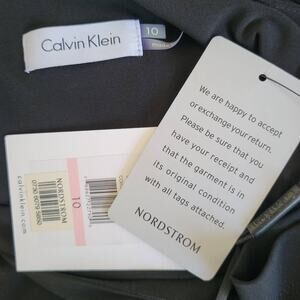 Calvin Klein
10
We are happy to accept
or exchange your return.
Please be sure that you
have your receipt and
that the garment is in
its original condition
with all tags attached.
NORDSTROM
NORDSTROM
10
calvinklein.com